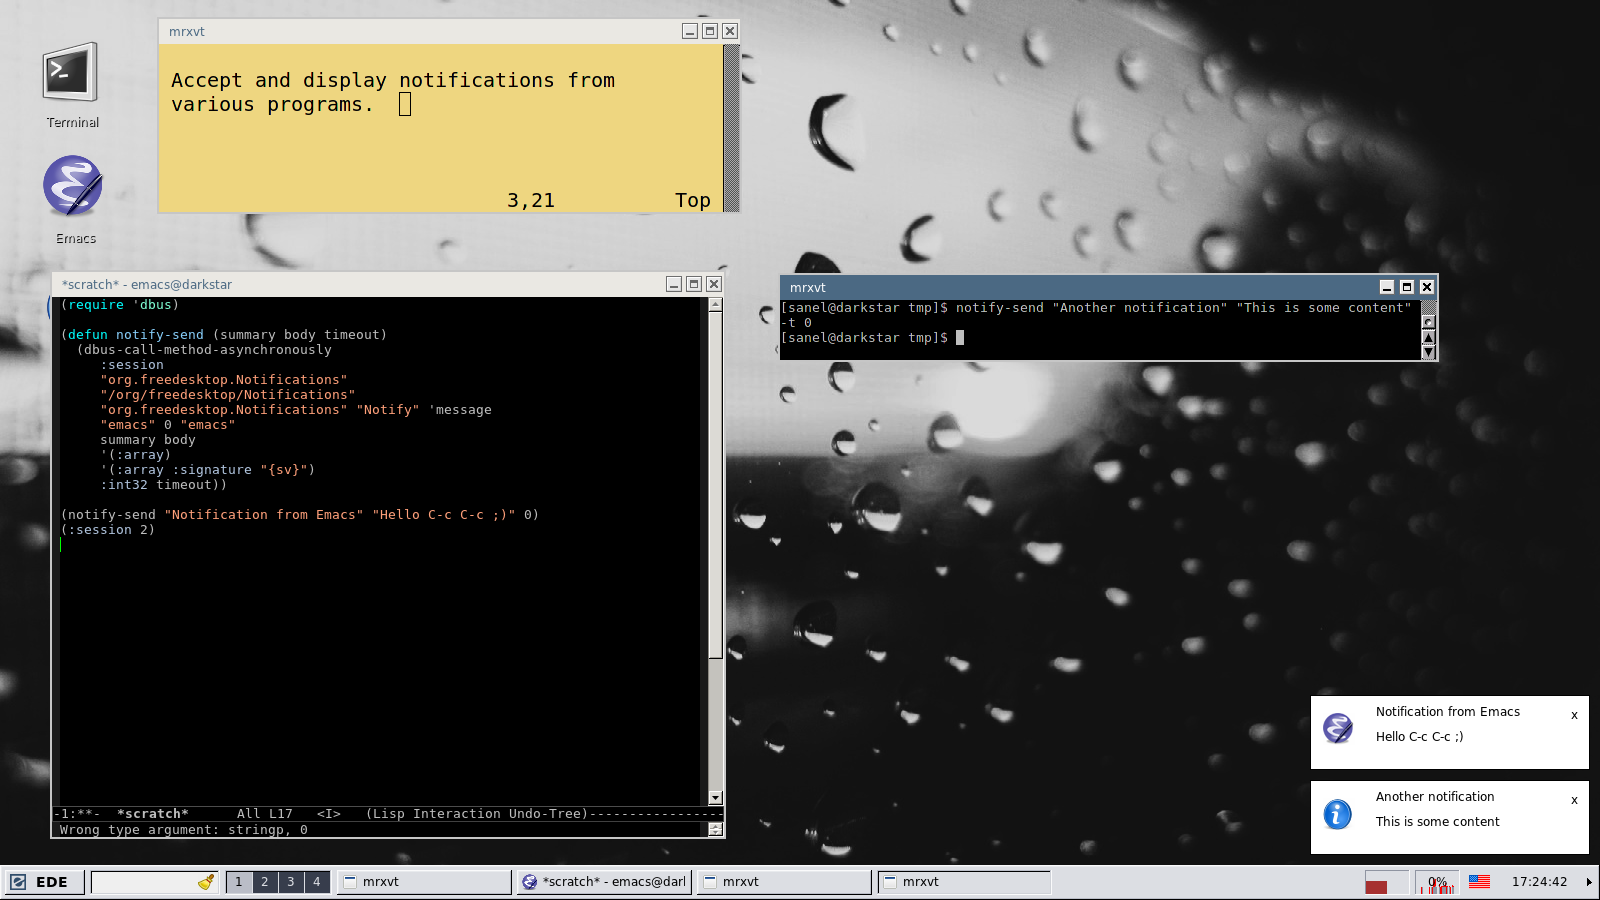 Terminal
Emacs
mrxvt
Accept and display notifications from
various programs.
3,21 Top
*scratch* - emacs@darkstar
(require 'dbus)
(defun notify-send (summary body timeout)
(dbus-call-method-asynchronously
:session
"org.freedesktop.Notifications"
"/org/freedesktop/Notifications"
"org.freedesktop.Notifications" "Notify" 'message
"emacs" 0 "emacs"
summary body
'(:array)
'(:array :signature "{sv}")
:int32 timeout))
(notify-send "Notification from Emacs" "Hello C-c C-c ;)" 0)
(:session 2)
-1:**- *scratch* All L17 <I> (Lisp Interaction Undo-Tree)-----------------
Wrong type argument: stringp, 0
mrxvt
[sanel@darkstar tmp]$ notify-send "Another notification" "This is some content"
-t 0
[sanel@darkstar tmp]$
Notification from Emacs x
Hello C-c C-c ;)
Another notification x
This is some content
EDE 1 2 3 4 mrxvt *scratch* - emacs@darl mrxvt mrxvt 0% 17:24:42